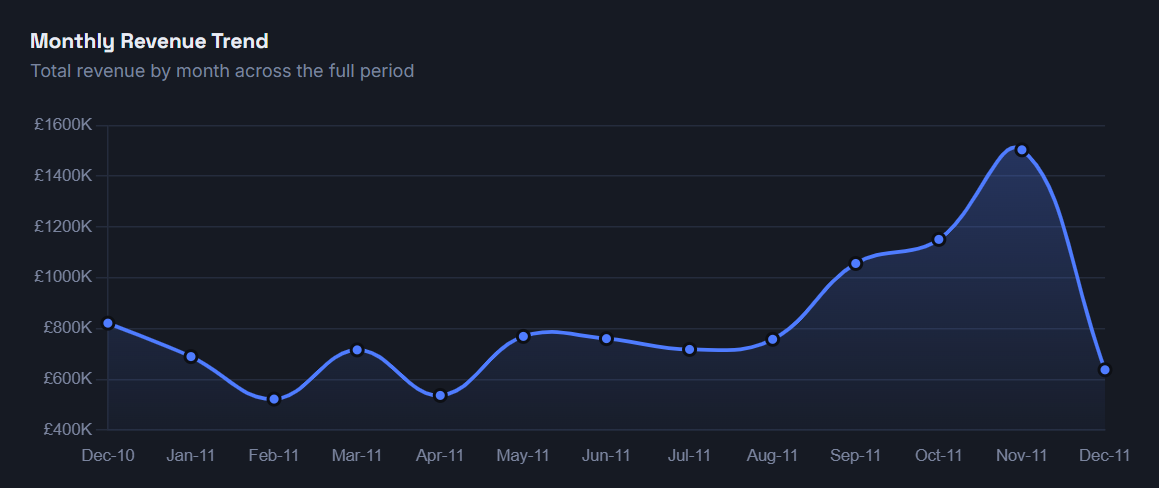 Monthly Revenue Trend
Total revenue by month across the full period
£1600K
£1400K
£1200K
£1000K
£800K
£600K
£400K
Dec-10 Jan-11 Feb-11 Mar-11 Apr-11 May-11 Jun-11 Jul-11 Aug-11 Sep-11 Oct-11 Nov-11 Dec-11